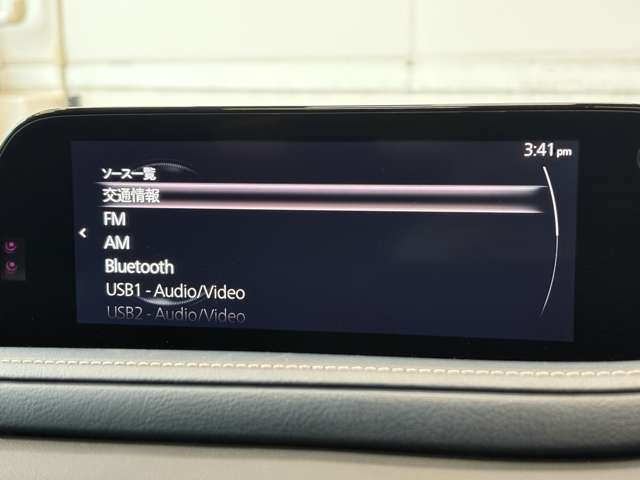 3:41 pm
ソース一覧
交通情報
FM
AM
Bluetooth
USB1 - Audio/Video
USB2 - Audio/Video